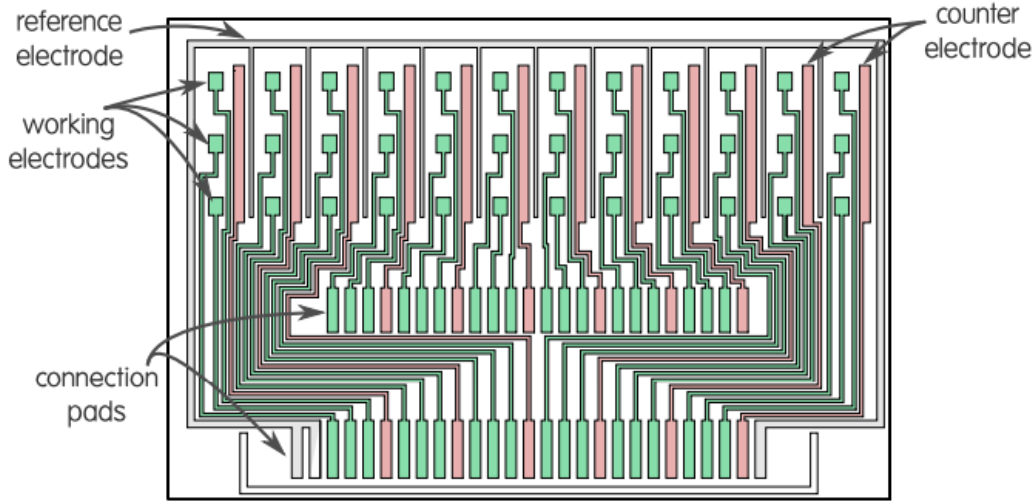 reference
electrode
counter
electrode
working
electrodes
connection
pads